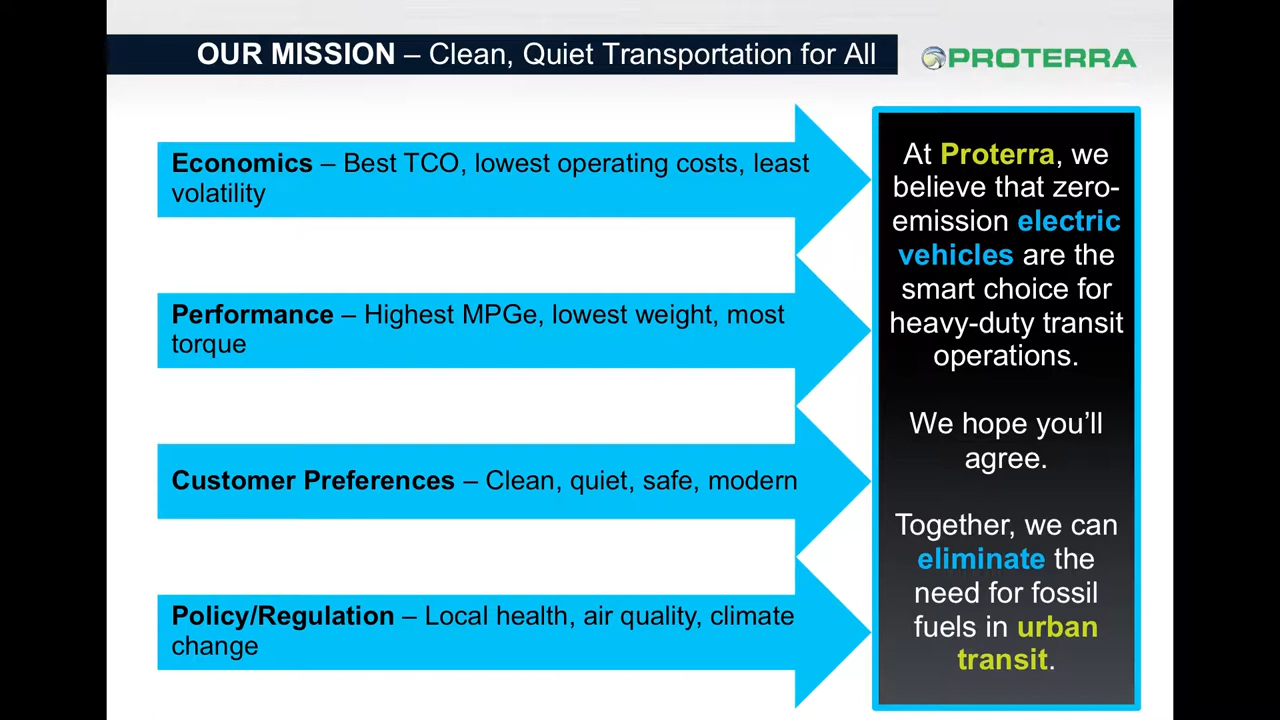 OUR MISSION – Clean, Quiet Transportation for All
PROTERRA
Economics – Best TCO, lowest operating costs, least
volatility
Performance – Highest MPGe, lowest weight, most
torque
Customer Preferences – Clean, quiet, safe, modern
Policy/Regulation – Local health, air quality, climate
change
At Proterra, we
believe that zero-
emission electric
vehicles are the
smart choice for
heavy-duty transit
operations.
We hope you’ll
agree.
Together, we can
eliminate the
need for fossil
fuels in urban
transit.